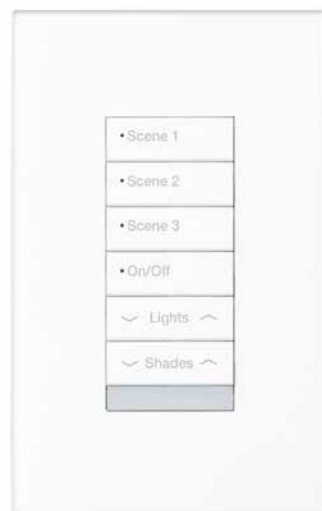 Scene 1
Scene 2
Scene 3
On/Off
Lights
Shades